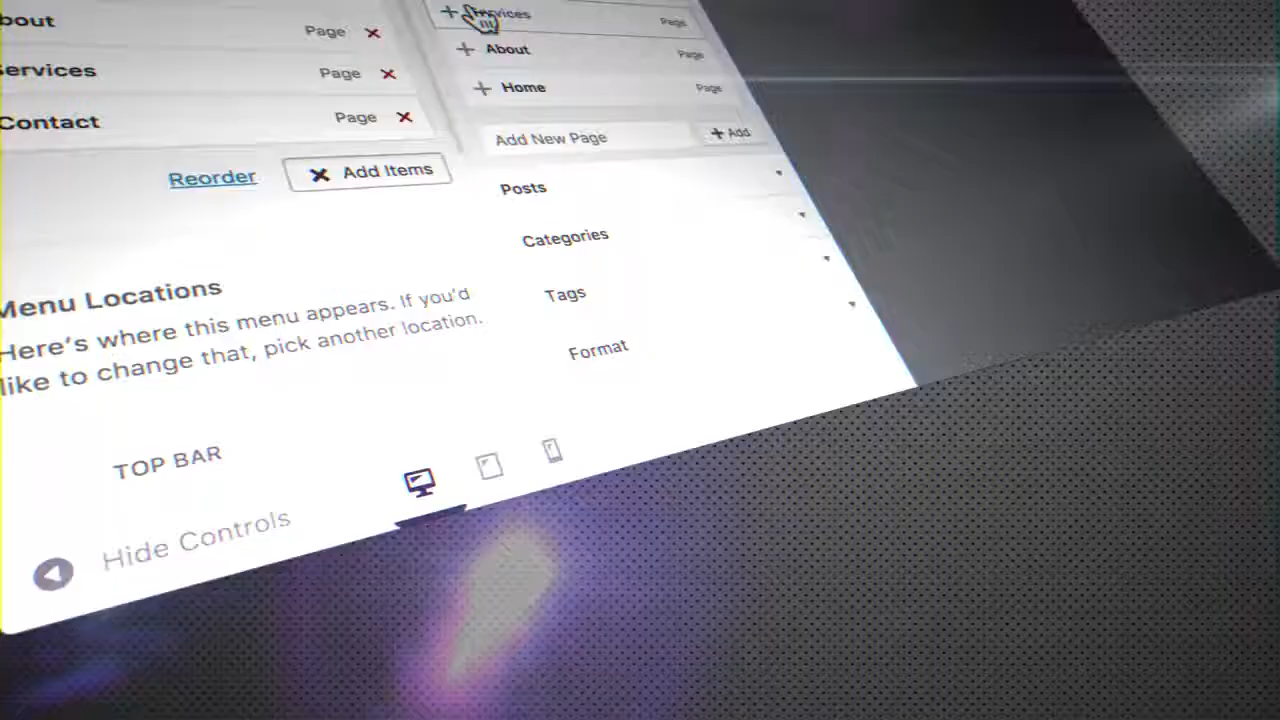 bout
Page
ervices
Page
Contact
Page
Reorder
Add Items
Menu Locations
Here's where this menu appears. If you'd
like to change that, pick another location.
TOP BAR
Hide Controls
Services
Page
About
Page
Home
Page
Add New Page
+ Add
Posts
Categories
Tags
Format